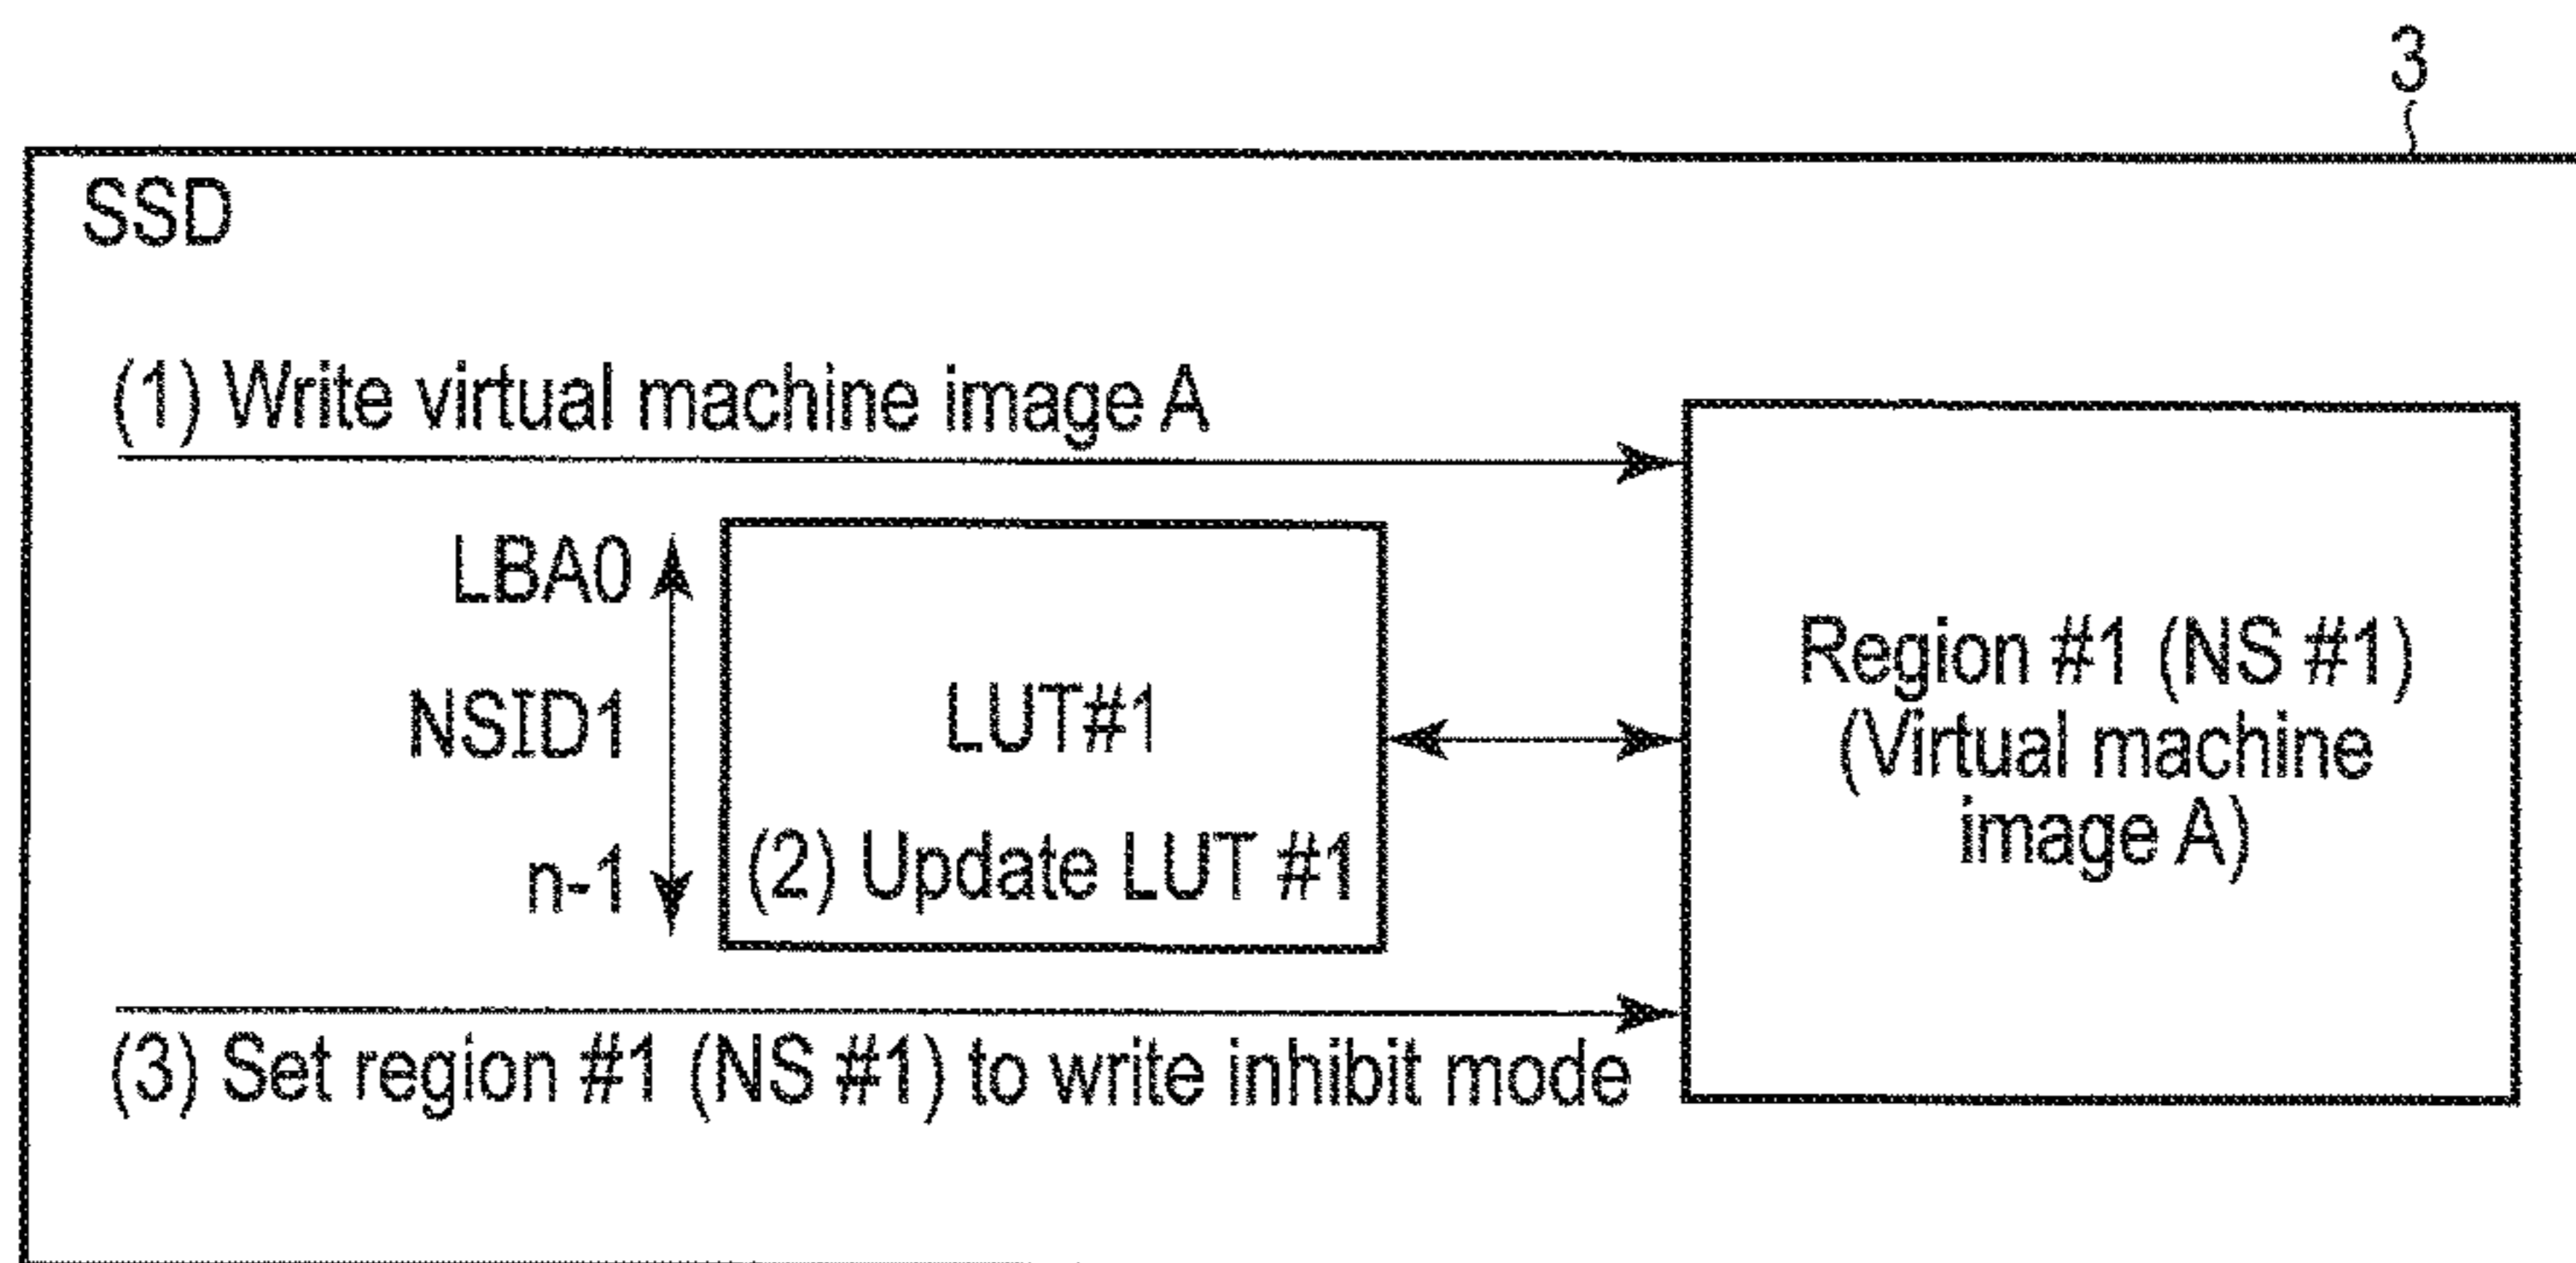 3
SSD
(1) Write virtual machine image A
LBA0
NSID1
n-1
LUT#1
(2) Update LUT #1
Region #1 (NS #1)
(Virtual machine
image A)
(3) Set region #1 (NS #1) to write inhibit mode